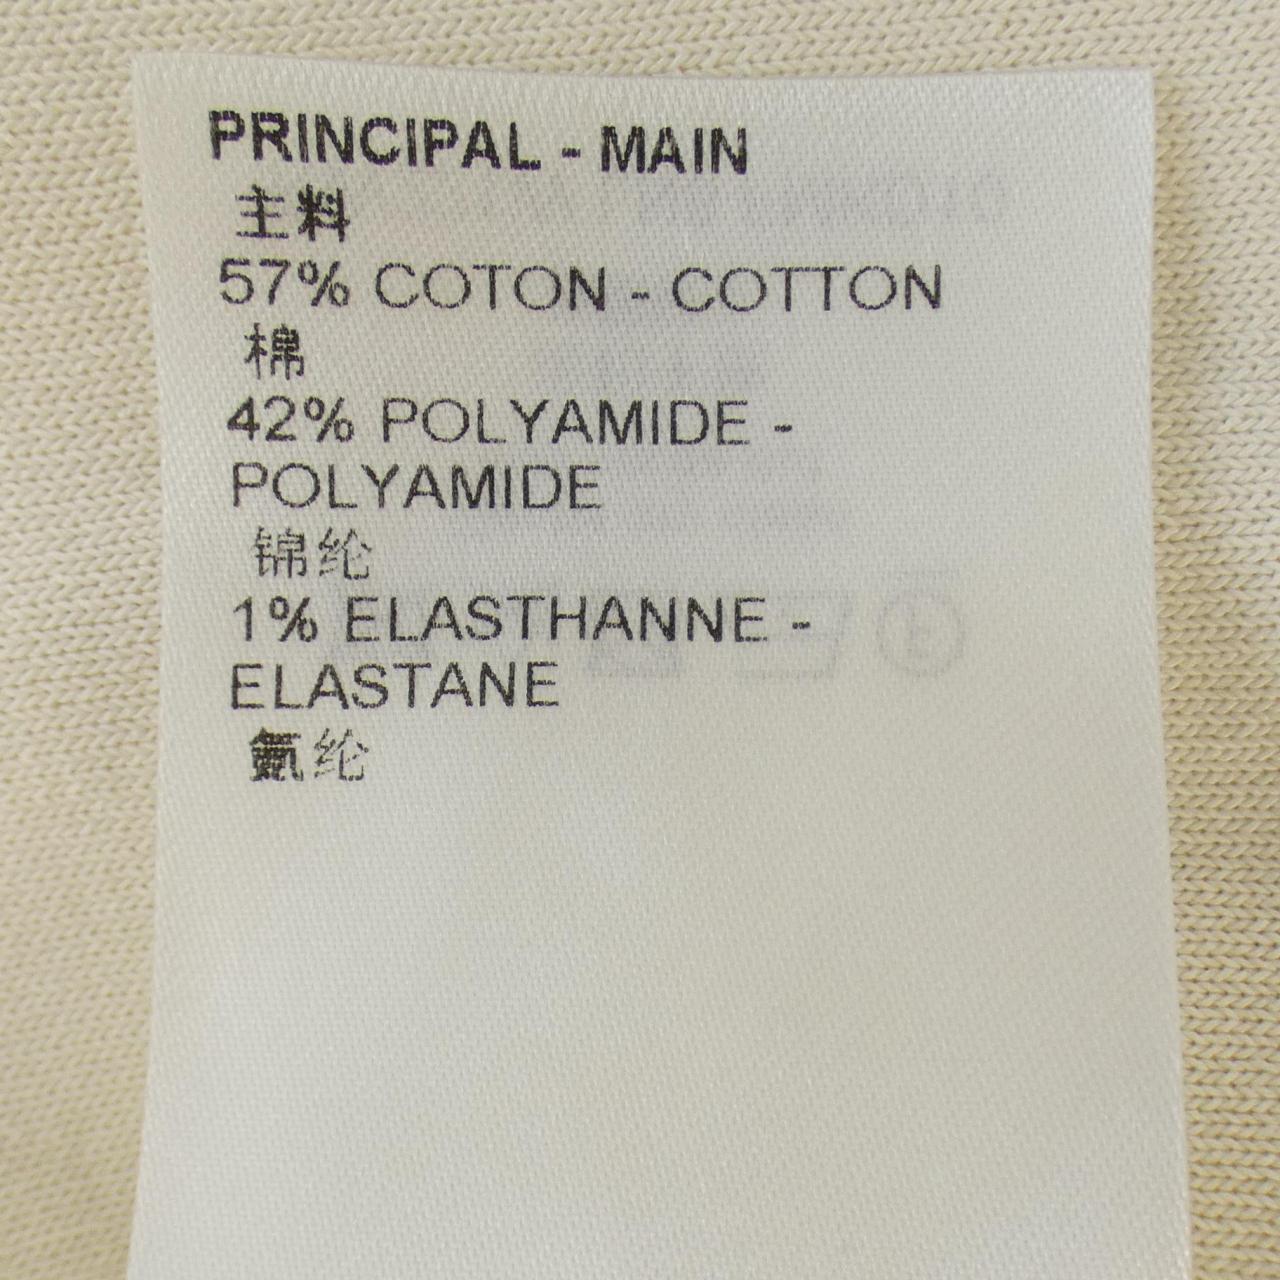 PRINCIPAL - MAIN
主料
57% COTON - COTTON
棉
42% POLYAMIDE -
POLYAMIDE
锦纶
1% ELASTHANNE -
ELASTANE
氨纶